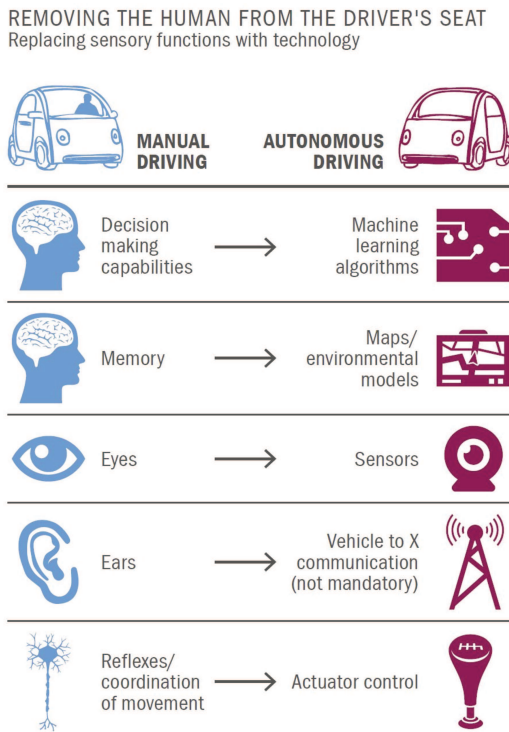 REMOVING THE HUMAN FROM THE DRIVER'S SEAT
Replacing sensory functions with technology
MANUAL
DRIVING
AUTONOMOUS
DRIVING
Decision
making
capabilities
Machine
learning
algorithms
Memory
Maps/
environmental
models
Eyes
Sensors
Ears
Vehicle to X
communication
(not mandatory)
Reflexes/
coordination
of movement
Actuator control